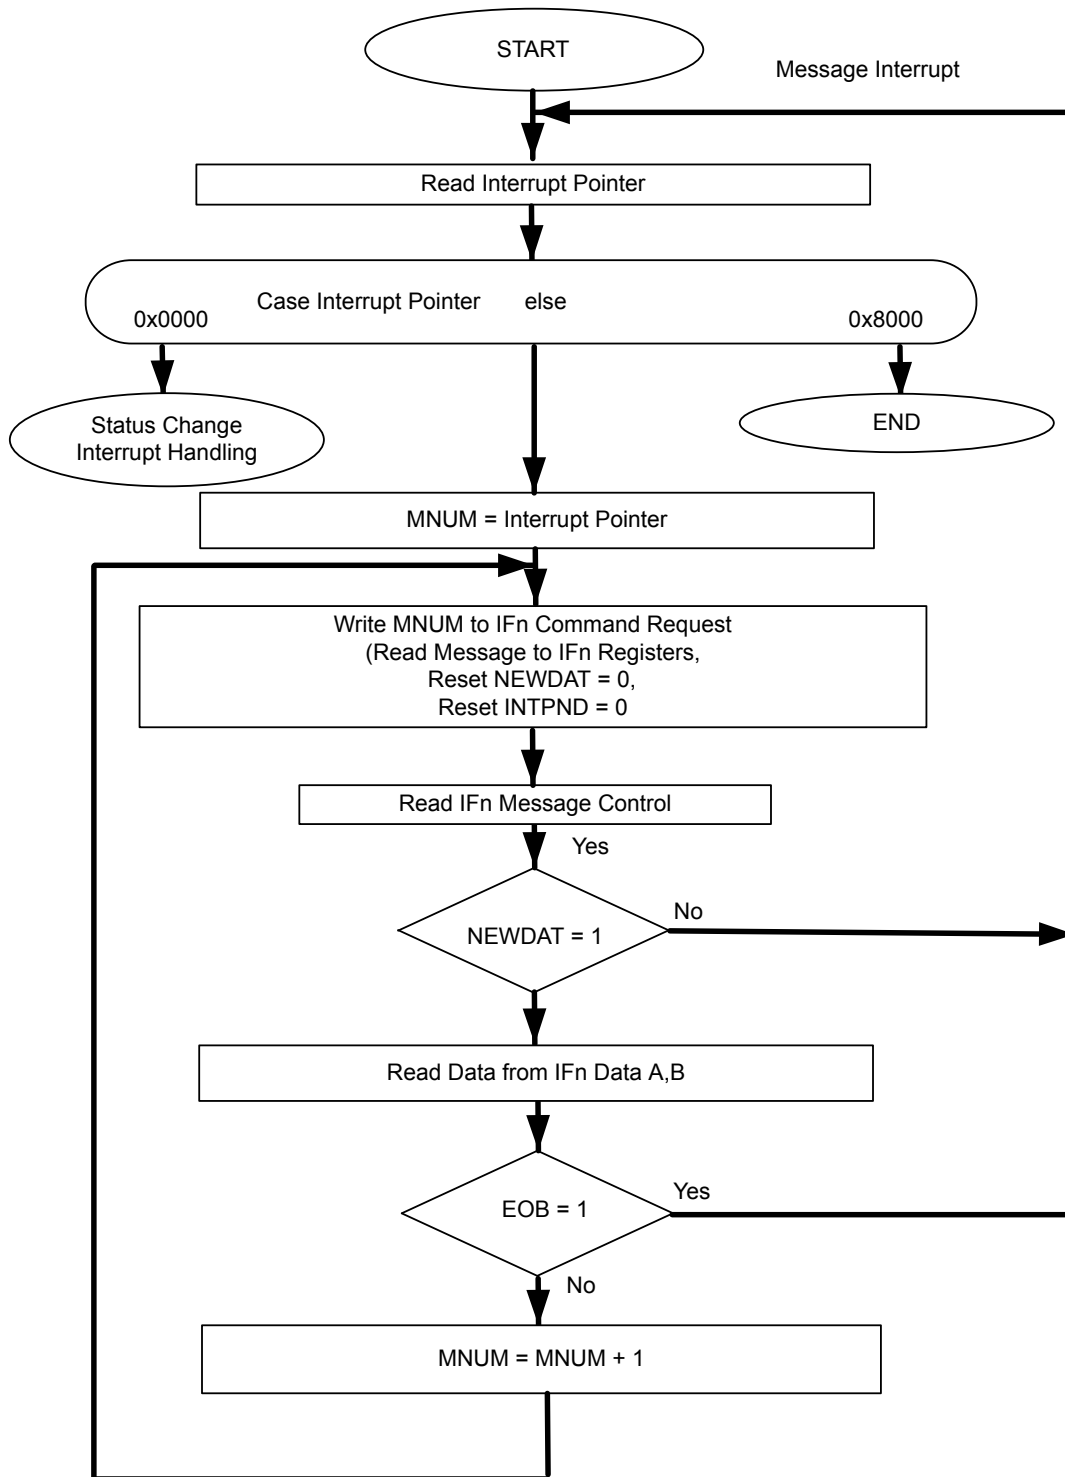 START
Message Interrupt
Read Interrupt Pointer
Case Interrupt Pointer else
0x0000 0x8000
Status Change
Interrupt Handling
END
MNUM = Interrupt Pointer
Write MNUM to IFn Command Request
(Read Message to IFn Registers,
Reset NEWDAT = 0,
Reset INTPND = 0
Read IFn Message Control
Yes
No
NEWDAT = 1
Read Data from IFn Data A,B
Yes
EOB = 1
No
MNUM = MNUM + 1